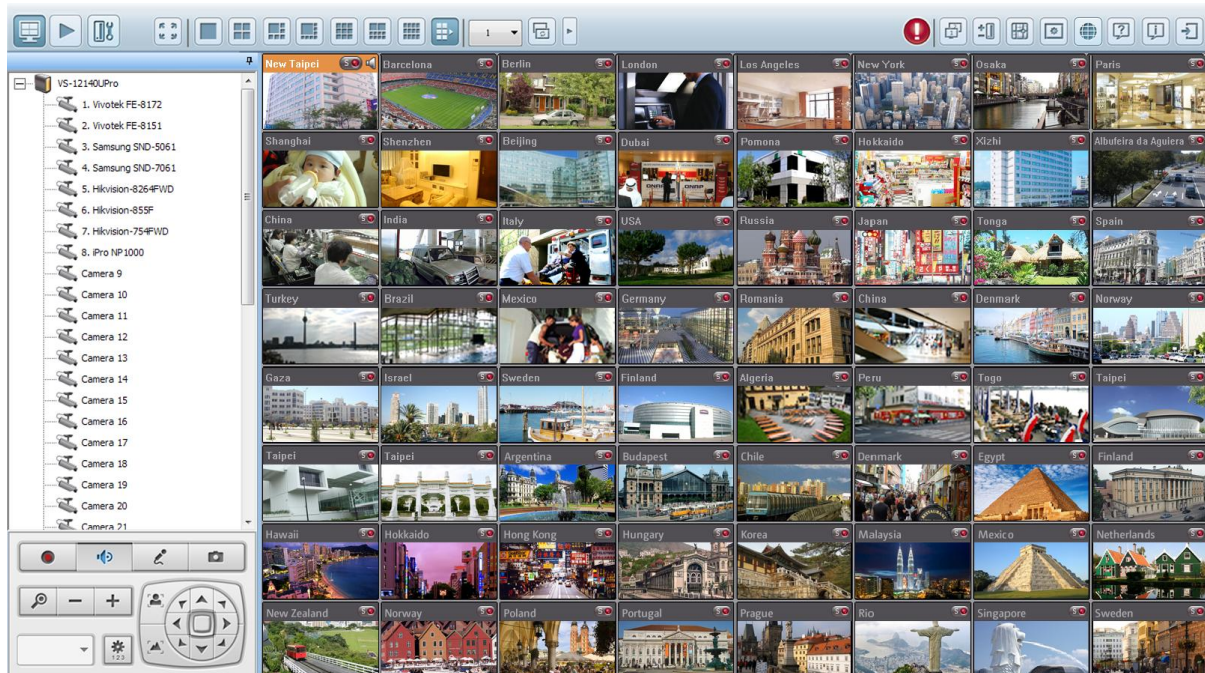 1
VS-12140UPro
1. Vivotek FE-8172
2. Vivotek FE-8151
3. Samsung SND-5061
4. Samsung SND-7061
5. Hikvision-8264FWD
6. Hikvision-855F
7. Hikvision-754FWD
8. iPro NP1000
Camera 9
Camera 10
Camera 11
Camera 12
Camera 13
Camera 14
Camera 15
Camera 16
Camera 17
Camera 18
Camera 19
Camera 20
Camera 21
123
New Taipei Barcelona Berlin London Los Angeles New York Osaka Paris
Shanghai Shenzhen Beijing Dubai Pomona Hokkaido Xizhi Albufeira da Aguiera
China India Italy USA Russia Japan Tonga Spain
Turkey Brazil Mexico Germany Romania China Denmark Norway
Gaza Israel Sweden Finland Algeria Peru Togo Taipei
Taipei Taipei Argentina Budapest Chile Denmark Egypt Finland
Hawaii Hokkaido Hong Kong Hungary Korea Malaysia Mexico Netherlands
New Zealand Norway Poland Portugal Prague Rio Singapore Sweden